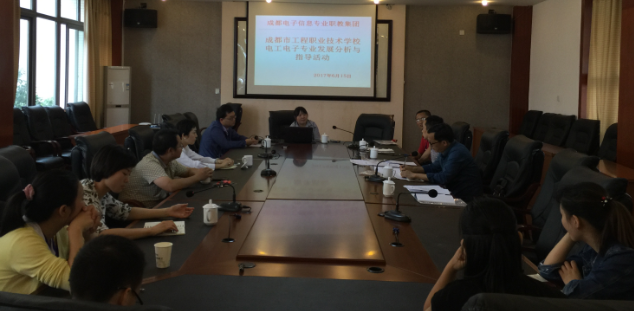 成都电子信息专业职教集团
成都市工程职业技术学校
电工电子专业发展分析与
指导活动